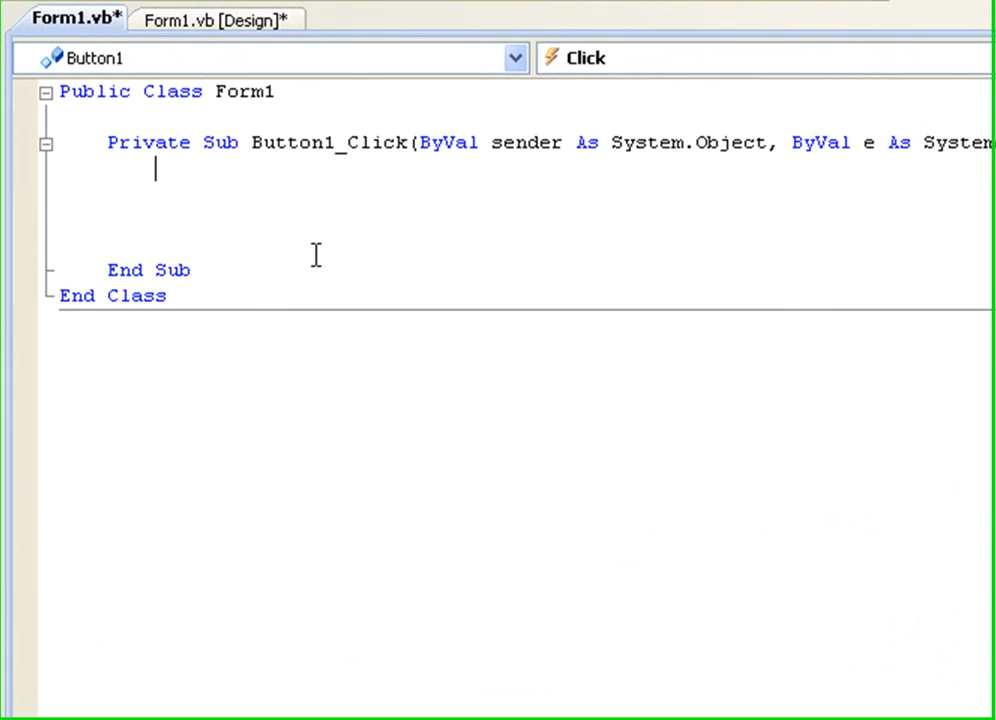 Form1.vb* Form1.vb [Design]*
Button1 Click
Public Class Form1
Private Sub Button1_Click(ByVal sender As System.Object, ByVal e As System
End Sub
End Class